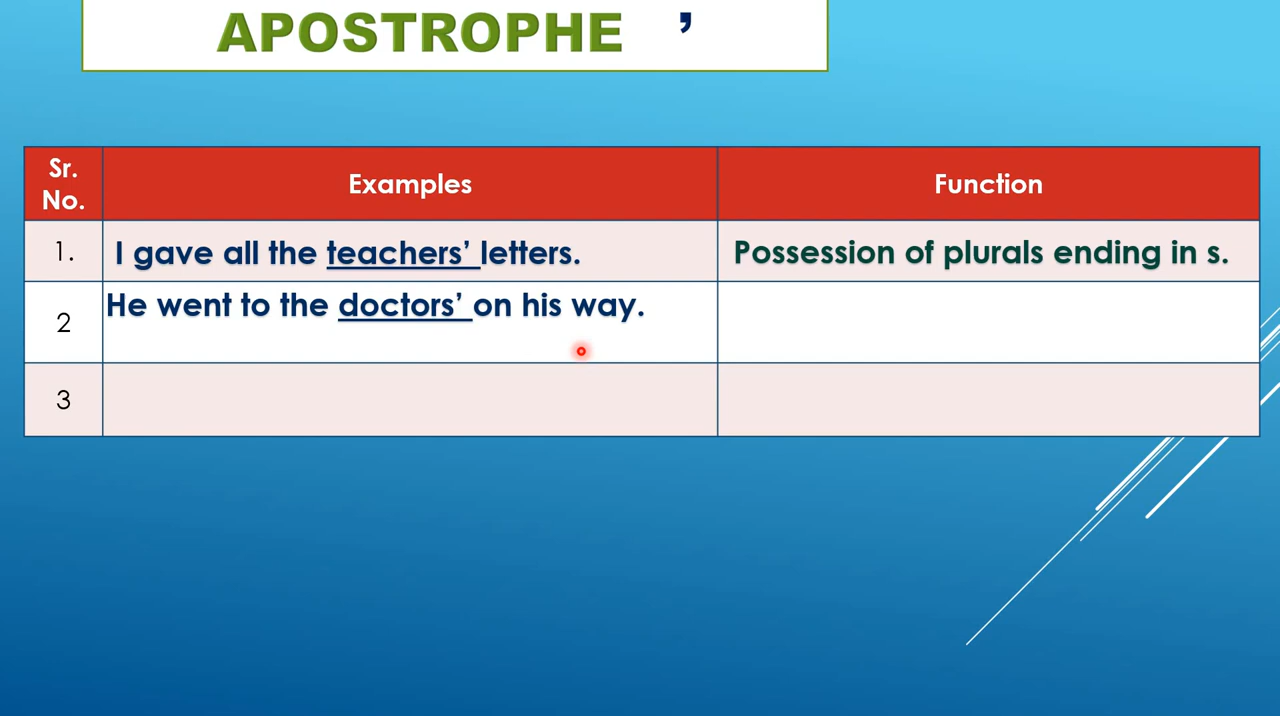 APOSTROPHE ’
Sr. No.
Examples
Function
1.
I gave all the teachers’ letters.
Possession of plurals ending in s.
2
He went to the doctors’ on his way.
3